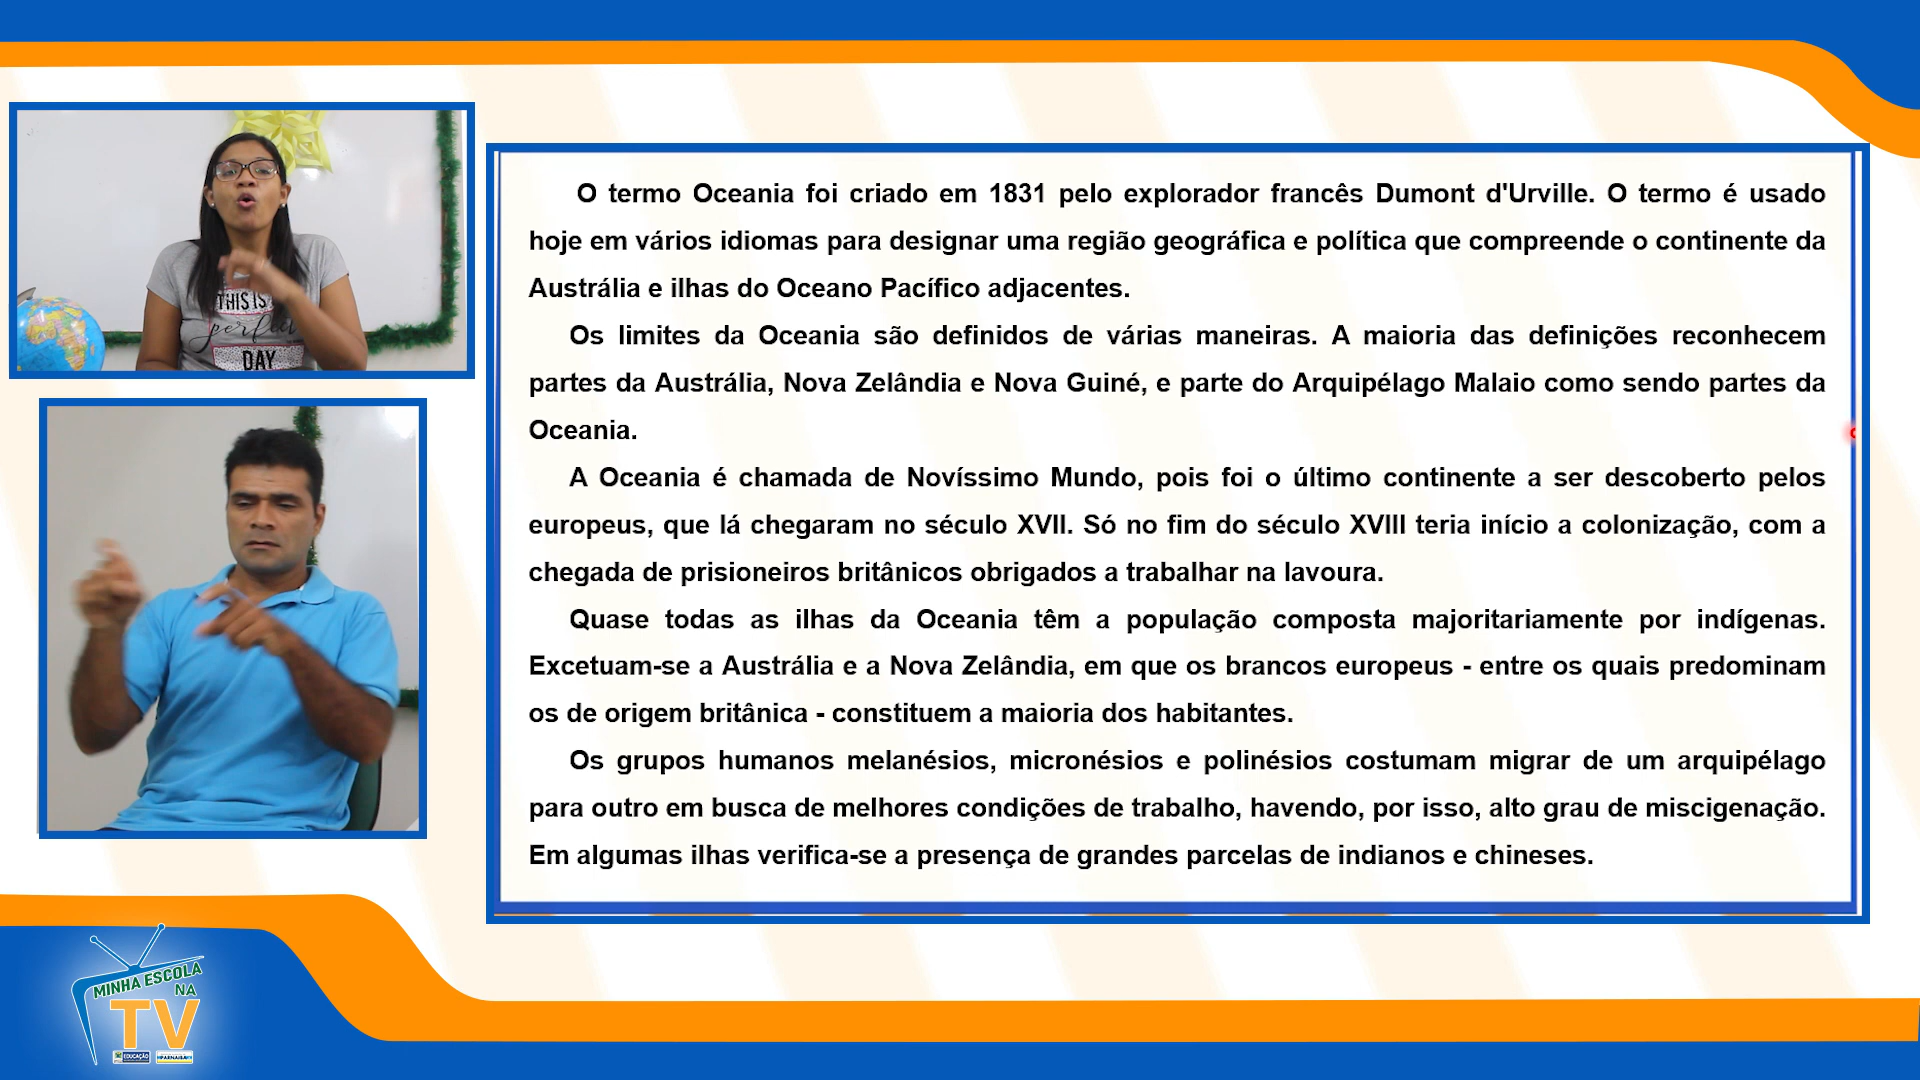 THIS IS
perfect
DAY
O termo Oceania foi criado em 1831 pelo explorador francês Dumont d'Urville. O termo é usado
hoje em vários idiomas para designar uma região geográfica e política que compreende o continente da
Austrália e ilhas do Oceano Pacífico adjacentes.
Os limites da Oceania são definidos de várias maneiras. A maioria das definições reconhecem
partes da Austrália, Nova Zelândia e Nova Guiné, e parte do Arquipélago Malaio como sendo partes da
Oceania.
A Oceania é chamada de Novíssimo Mundo, pois foi o último continente a ser descoberto pelos
europeus, que lá chegaram no século XVII. Só no fim do século XVIII teria início a colonização, com a
chegada de prisioneiros britânicos obrigados a trabalhar na lavoura.
Quase todas as ilhas da Oceania têm a população composta majoritariamente por indígenas.
Excetuam-se a Austrália e a Nova Zelândia, em que os brancos europeus - entre os quais predominam
os de origem britânica - constituem a maioria dos habitantes.
Os grupos humanos melanésios, micronésios e polinésios costumam migrar de um arquipélago
para outro em busca de melhores condições de trabalho, havendo, por isso, alto grau de miscigenação.
Em algumas ilhas verifica-se a presença de grandes parcelas de indianos e chineses.
MINHA ESCOLA
NA
TV
EDUCAÇÃO
PARNAÍBA